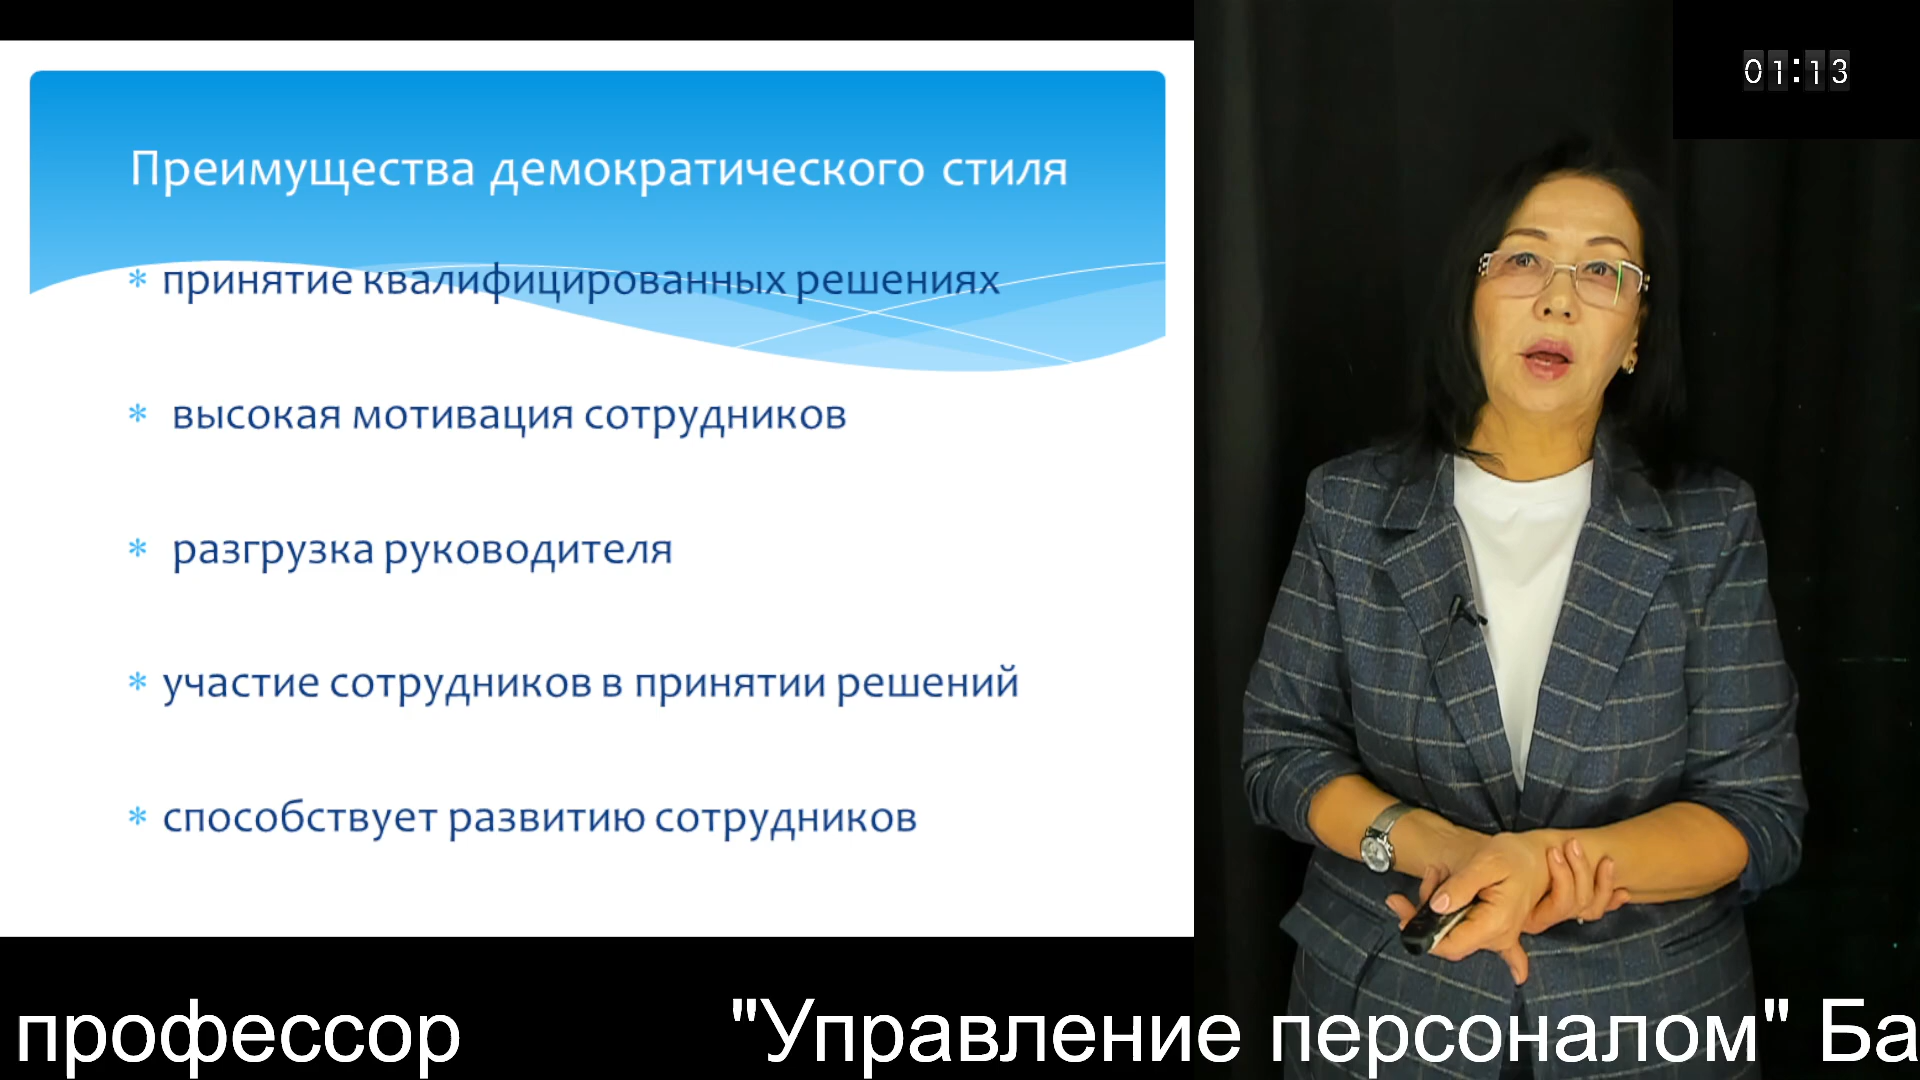 Преимущества демократического стиля
* принятие квалифицированных решениях
* высокая мотивация сотрудников
* разгрузка руководителя
* участие сотрудников в принятии решений
* способствует развитию сотрудников
01:13
профессор "Управление персоналом" Ба